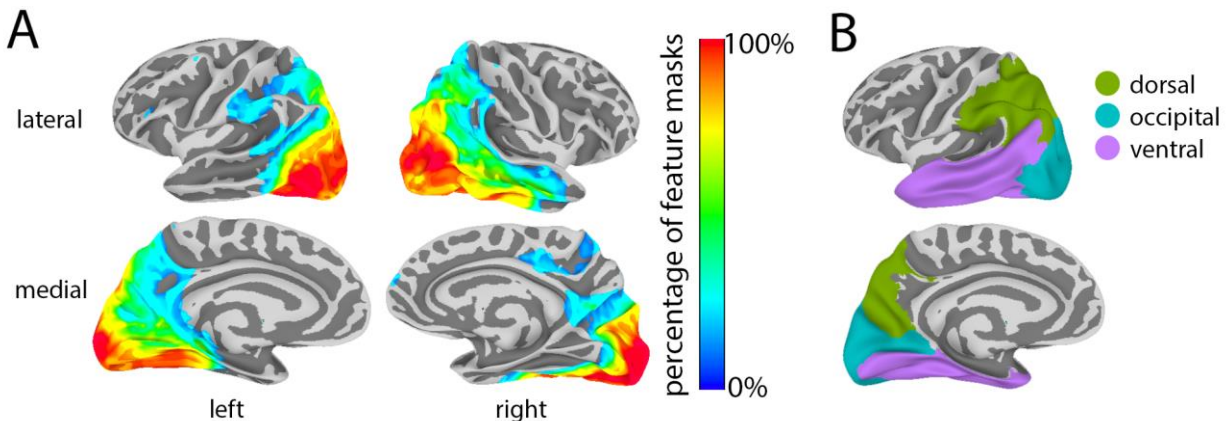 A
lateral
medial
left
right
percentage of feature masks
100%
0%
B
dorsal
occipital
ventral